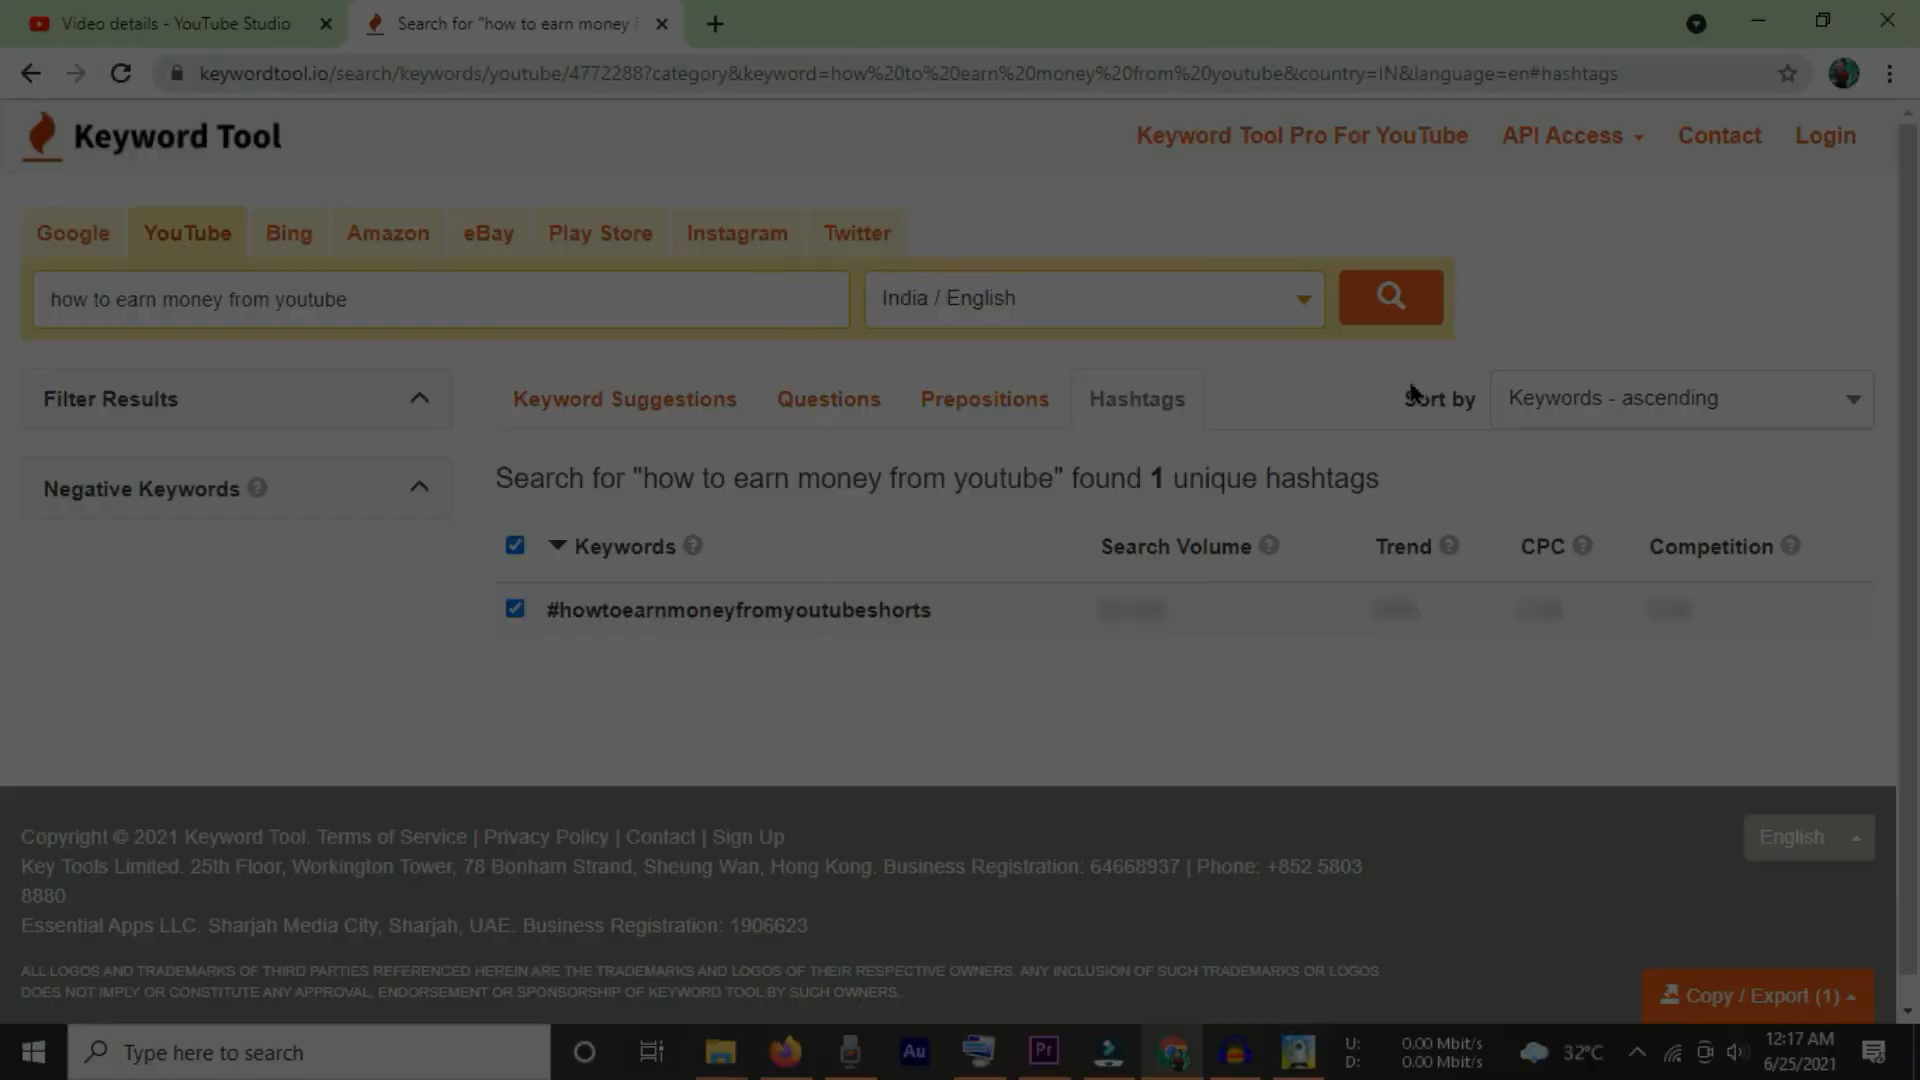 Video details - YouTube Studio
Search for "how to earn money f
keywordtool.io/search/keywords/youtube/4772288?category&keyword=how%20to%20earn%20money%20from%20youtube&country=IN&language=en#hashtags
Keyword Tool
Keyword Tool Pro For YouTube
API Access
Contact
Login
Google
YouTube
Bing
Amazon
eBay
Play Store
Instagram
Twitter
how to earn money from youtube
India / English
Filter Results
Keyword Suggestions
Questions
Prepositions
Hashtags
Sort by
Keywords - ascending
Negative Keywords
Search for "how to earn money from youtube" found 1 unique hashtags
Keywords
Search Volume
Trend
CPC
Competition
#howtoearnmoneyfromyoutubeshorts
Copyright © 2021 Keyword Tool. Terms of Service | Privacy Policy | Contact | Sign Up
English
Key Tools Limited. 25th Floor, Workington Tower, 78 Bonham Strand, Sheung Wan, Hong Kong. Business Registration: 64668937 | Phone: +852 5803
8880
Essential Apps LLC. Sharjah Media City, Sharjah, UAE. Business Registration: 1906623
ALL LOGOS AND TRADEMARKS OF THIRD PARTIES REFERENCED HEREIN ARE THE TRADEMARKS AND LOGOS OF THEIR RESPECTIVE OWNERS. ANY INCLUSION OF SUCH TRADEMARKS OR LOGOS
DOES NOT IMPLY OR CONSTITUTE ANY APPROVAL, ENDORSEMENT OR SPONSORSHIP OF KEYWORD TOOL BY SUCH OWNERS.
Copy / Export (1)
Type here to search
Au
Pr
U: 0.00 Mbit/s
D: 0.00 Mbit/s
32°C
12:17 AM
6/25/2021